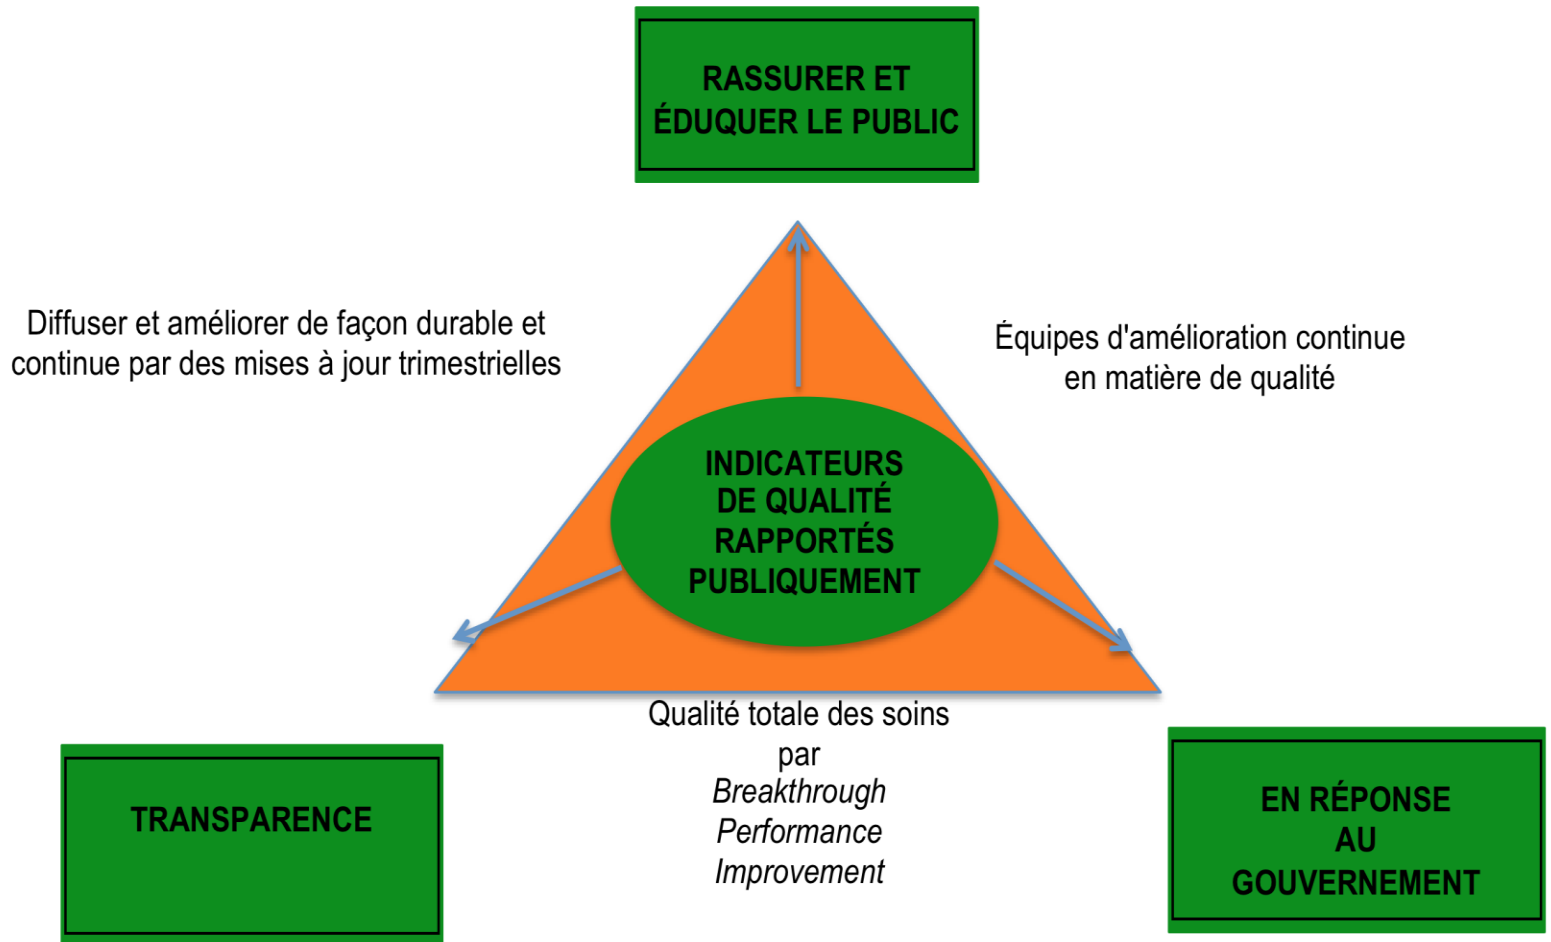 RASSURER ET
ÉDUQUER LE PUBLIC
Diffuser et améliorer de façon durable et
continue par des mises à jour trimestrielles
Équipes d'amélioration continue
en matière de qualité
INDICATEURS
DE QUALITÉ
RAPPORTÉS
PUBLIQUEMENT
Qualité totale des soins
par
Breakthrough
Performance
Improvement
TRANSPARENCE
EN RÉPONSE
AU
GOUVERNEMENT